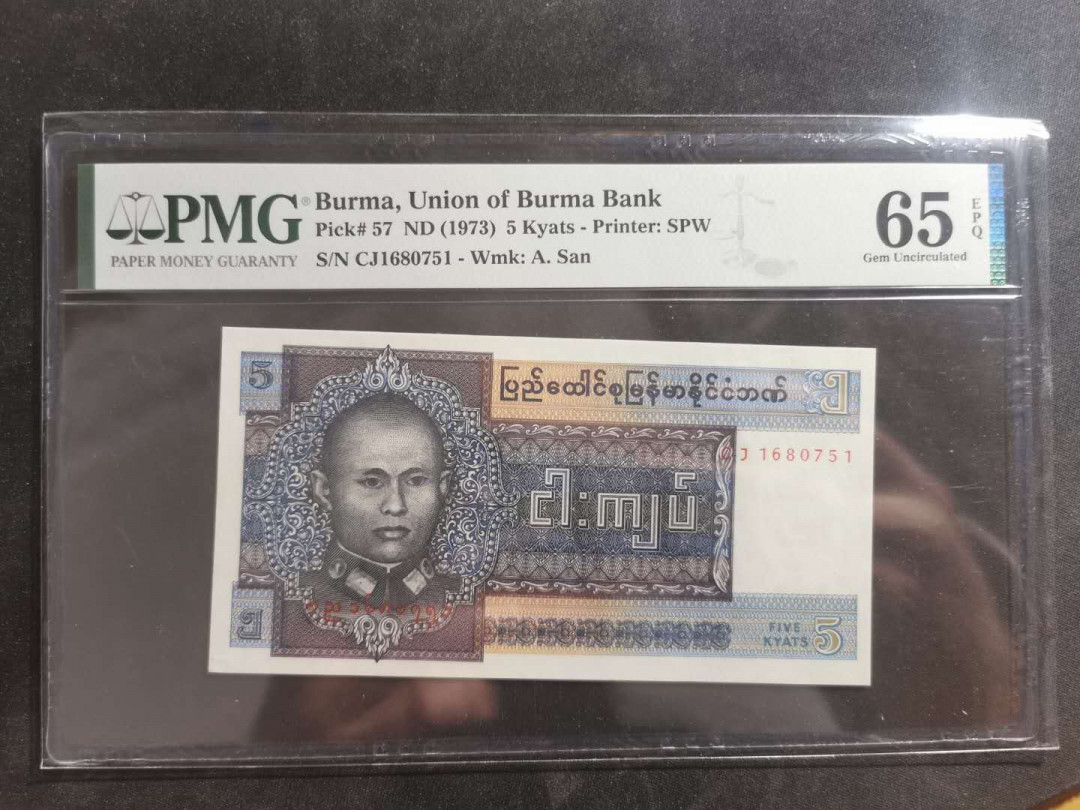 PMG®
PAPER MONEY GUARANTY
Burma, Union of Burma Bank
Pick# 57 ND (1973) 5 Kyats - Printer: SPW
S/N CJ1680751 - Wmk: A. San
65
EPQ
Gem Uncirculated
5
ပြည်ထောင်စုမြန်မာနိုင်ငံဘဏ်
၅
CJ 1680751
ငါးကျပ်
၅
FIVE
KYATS
5